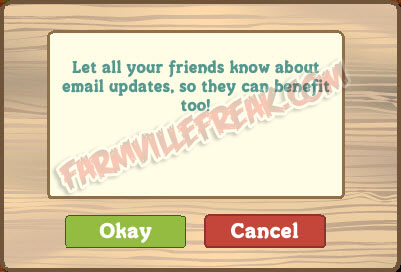 Let all your friends know about
email updates, so they can benefit
too!
FARMVILLEFREAK.COM
Okay
Cancel